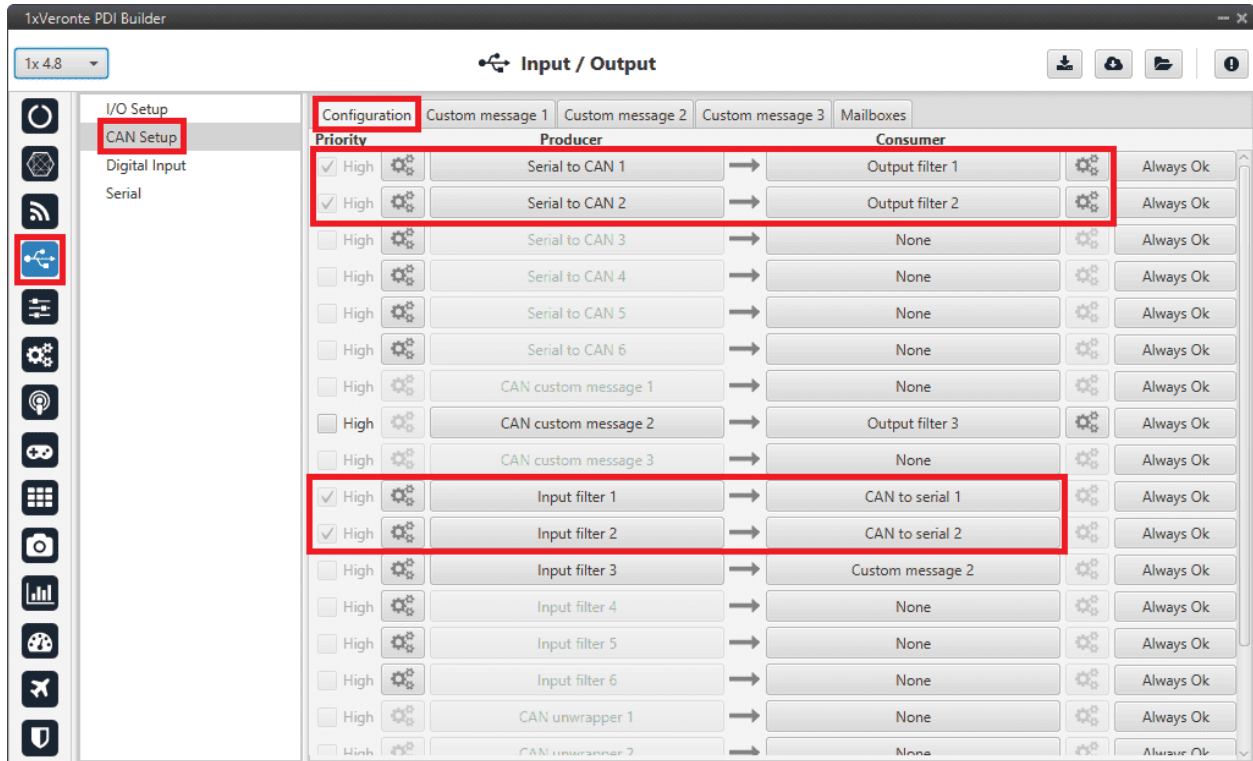 1xVeronte PDI Builder
1x 4.8
Input / Output
I/O Setup
CAN Setup
Digital Input
Serial
Configuration Custom message 1 Custom message 2 Custom message 3 Mailboxes
Priority Producer Consumer
High Serial to CAN 1 Output filter 1 Always Ok
High Serial to CAN 2 Output filter 2 Always Ok
High Serial to CAN 3 None Always Ok
High Serial to CAN 4 None Always Ok
High Serial to CAN 5 None Always Ok
High Serial to CAN 6 None Always Ok
High CAN custom message 1 None Always Ok
High CAN custom message 2 Output filter 3 Always Ok
High CAN custom message 3 None Always Ok
High Input filter 1 CAN to serial 1 Always Ok
High Input filter 2 CAN to serial 2 Always Ok
High Input filter 3 Custom message 2 Always Ok
High Input filter 4 None Always Ok
High Input filter 5 None Always Ok
High Input filter 6 None Always Ok
High CAN unwrapper 1 None Always Ok
High CAN unwrapper 2 None Always Ok